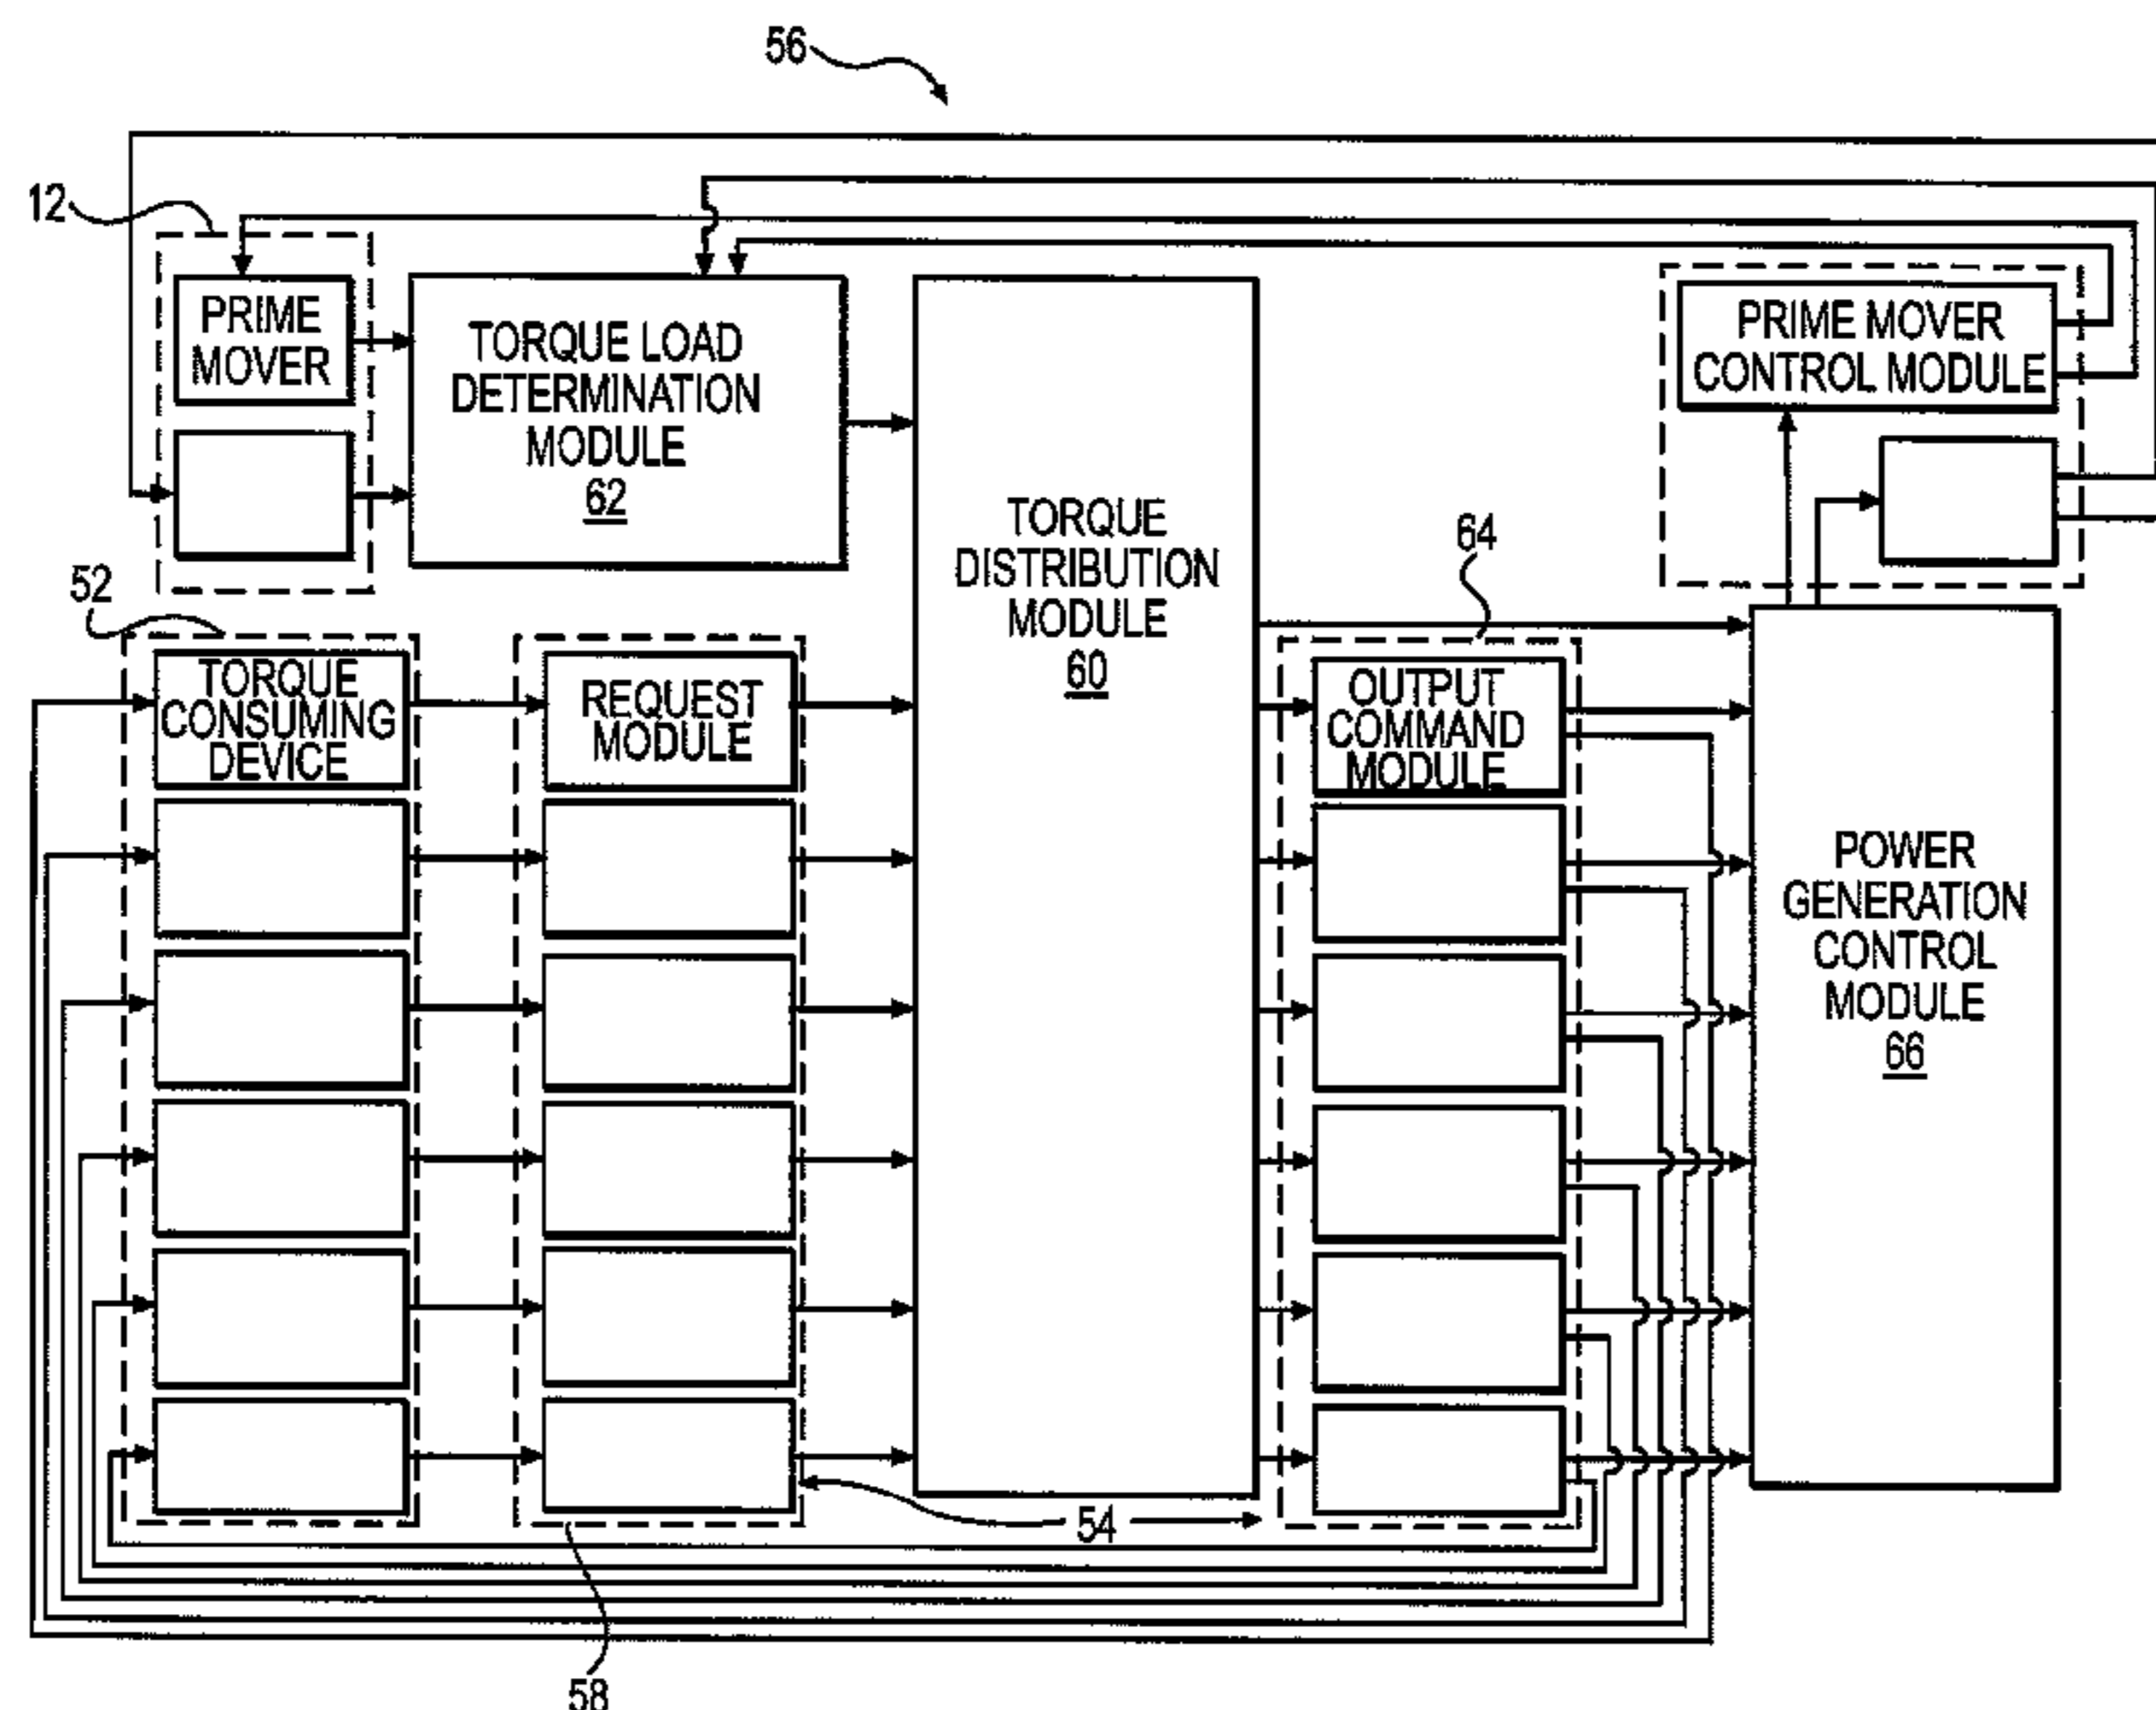 56
12
PRIME
MOVER
TORQUE LOAD
DETERMINATION
MODULE
62
PRIME MOVER
CONTROL MODULE
TORQUE
DISTRIBUTION
MODULE
60
64
52
TORQUE
CONSUMING
DEVICE
REQUEST
MODULE
OUTPUT
COMMAND
MODULE
POWER
GENERATION
CONTROL
MODULE
66
54
58